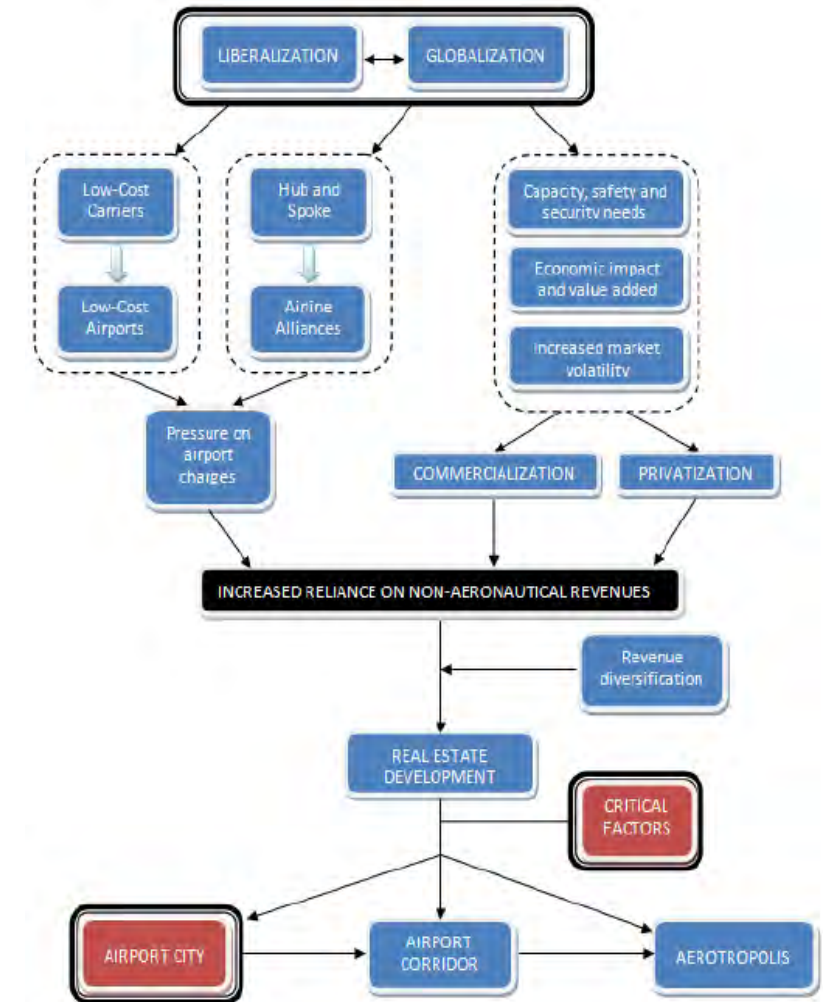 LIBERALIZATION
GLOBALIZATION
Low-Cost
Carriers
Hub and
Spoke
Capacity, safety and
security needs
Low-Cost
Airports
Airline
Alliances
Economic impact
and value added
Increased market
volatility
Pressure on
airport
charges
COMMERCIALIZATION
PRIVATIZATION
INCREASED RELIANCE ON NON-AERONAUTICAL REVENUES
Revenue
diversification
REAL ESTATE
DEVELOPMENT
CRITICAL
FACTORS
AIRPORT CITY
AIRPORT
CORRIDOR
AEROTROPOLIS